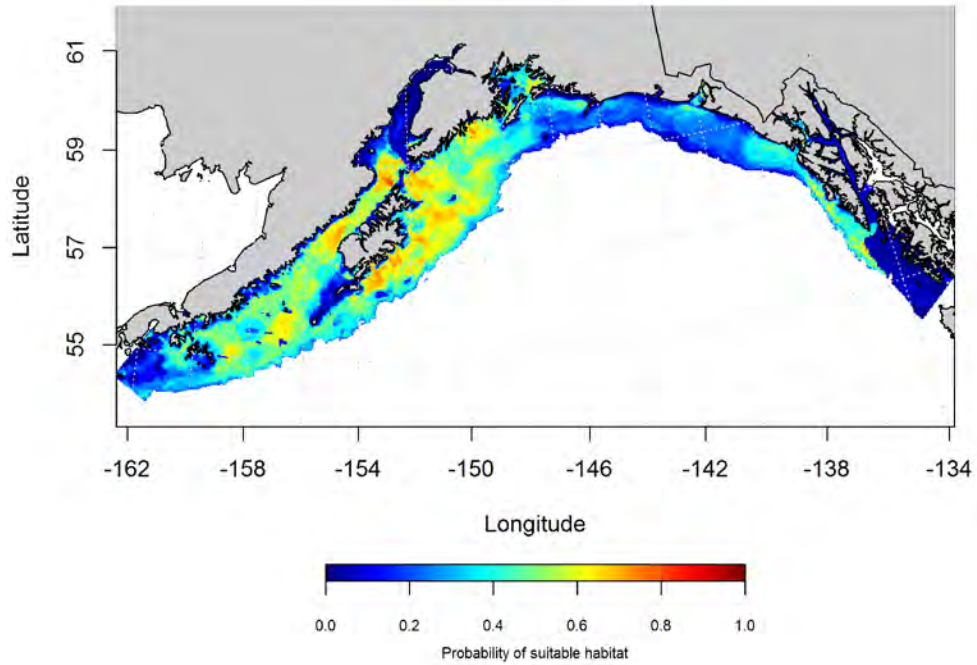 61
59
57
55
Latitude
-162 -158 -154 -150 -146 -142 -138 -134
Longitude
0.0 0.2 0.4 0.6 0.8 1.0
Probability of suitable habitat